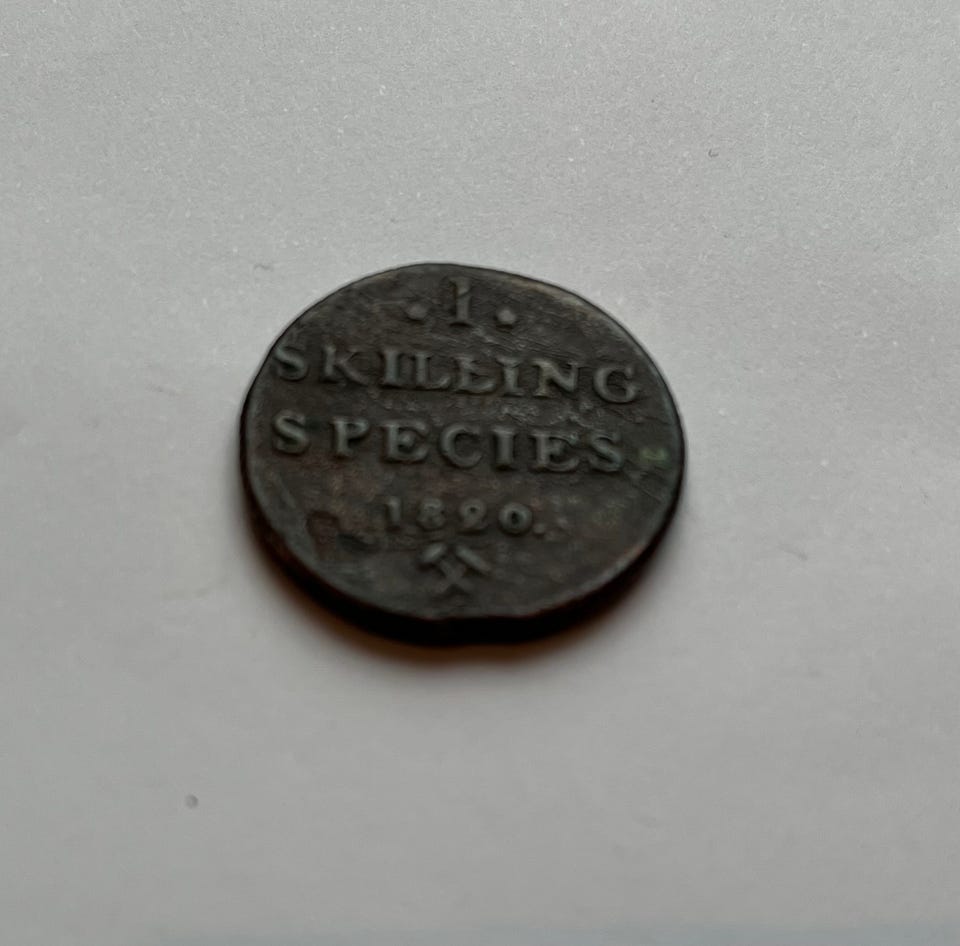 . 1 .
SKILLING
SPECIES
1820.